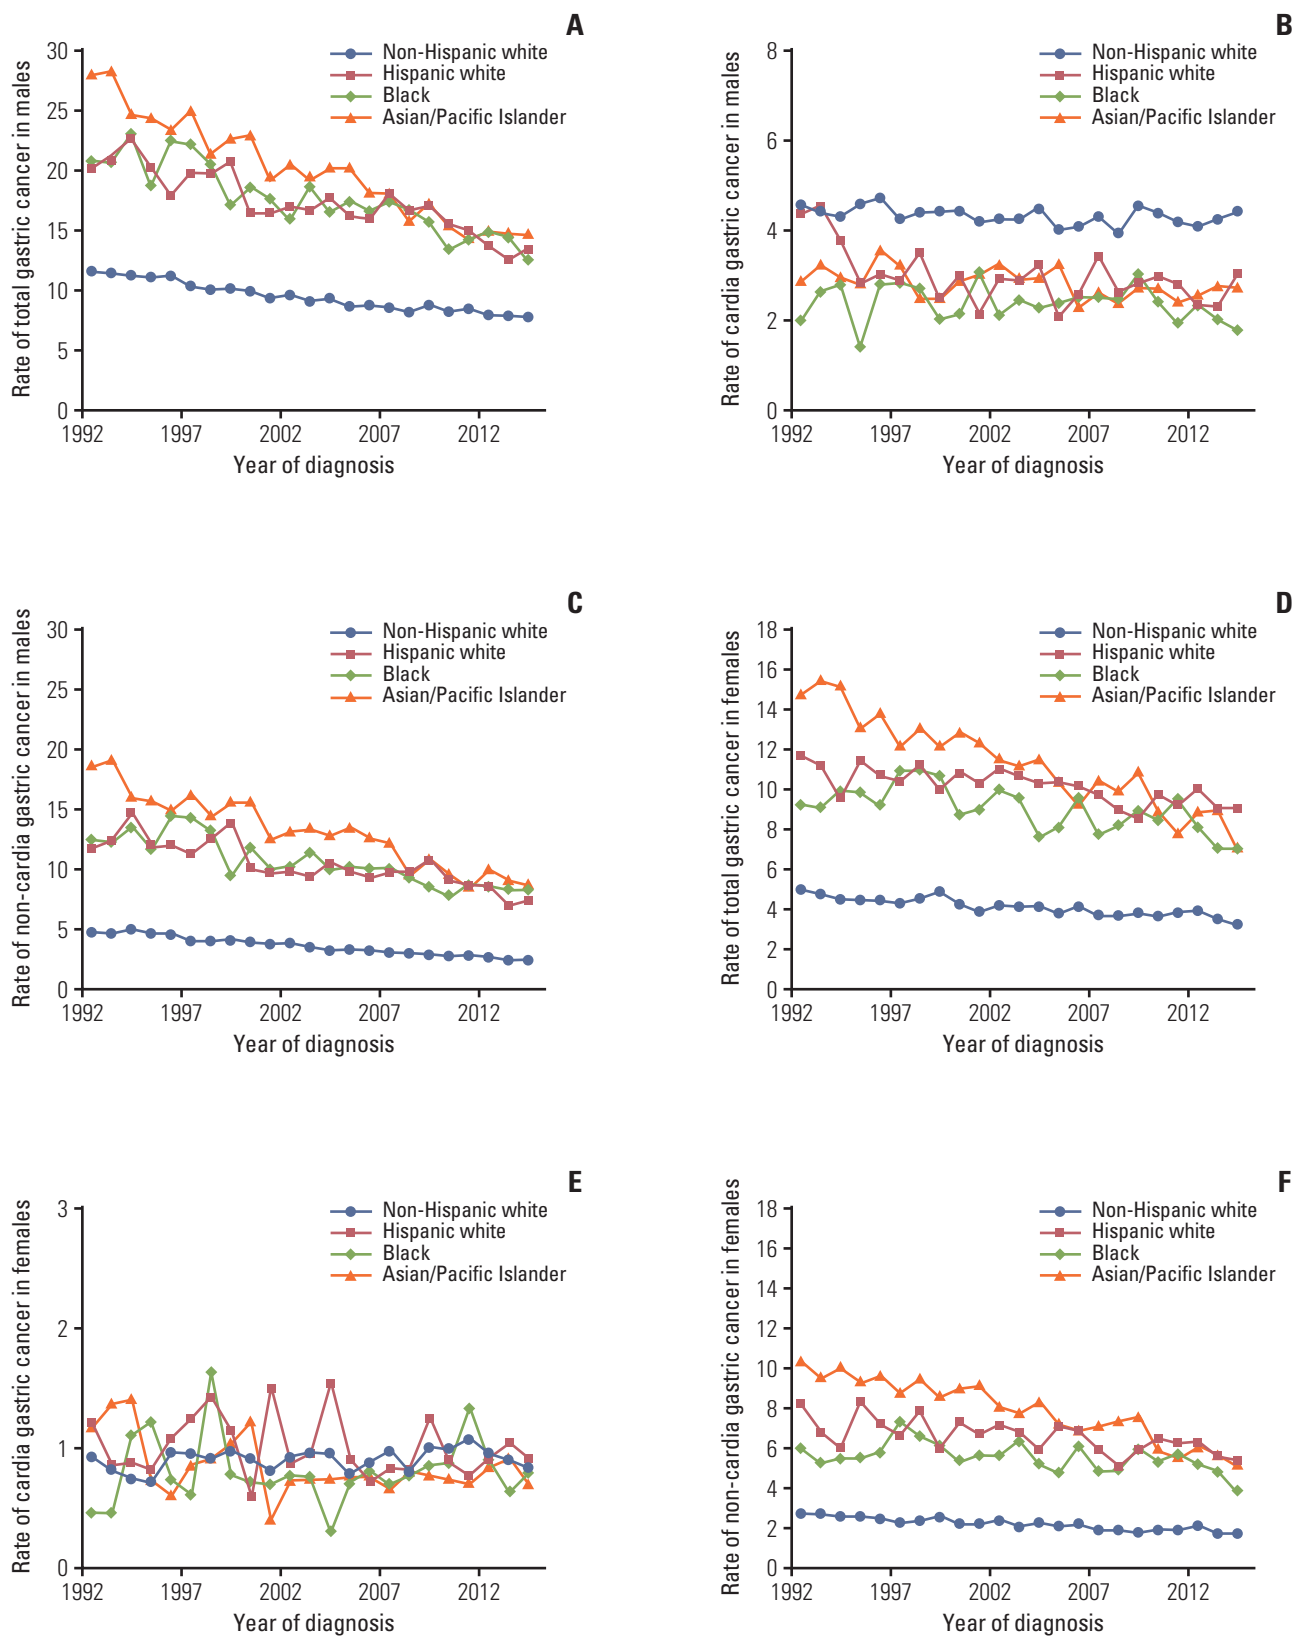 A
Rate of total gastric cancer in males
30
25
20
15
10
5
0
Non-Hispanic white
Hispanic white
Black
Asian/Pacific Islander
1992 1997 2002 2007 2012
Year of diagnosis
B
Rate of cardia gastric cancer in males
8
6
4
2
0
Non-Hispanic white
Hispanic white
Black
Asian/Pacific Islander
1992 1997 2002 2007 2012
Year of diagnosis
C
Rate of non-cardia gastric cancer in males
30
25
20
15
10
5
0
Non-Hispanic white
Hispanic white
Black
Asian/Pacific Islander
1992 1997 2002 2007 2012
Year of diagnosis
D
Rate of total gastric cancer in females
18
16
14
12
10
8
6
4
2
0
Non-Hispanic white
Hispanic white
Black
Asian/Pacific Islander
1992 1997 2002 2007 2012
Year of diagnosis
E
Rate of cardia gastric cancer in females
3
2
1
0
Non-Hispanic white
Hispanic white
Black
Asian/Pacific Islander
1992 1997 2002 2007 2012
Year of diagnosis
F
Rate of non-cardia gastric cancer in females
18
16
14
12
10
8
6
4
2
0
Non-Hispanic white
Hispanic white
Black
Asian/Pacific Islander
1992 1997 2002 2007 2012
Year of diagnosis